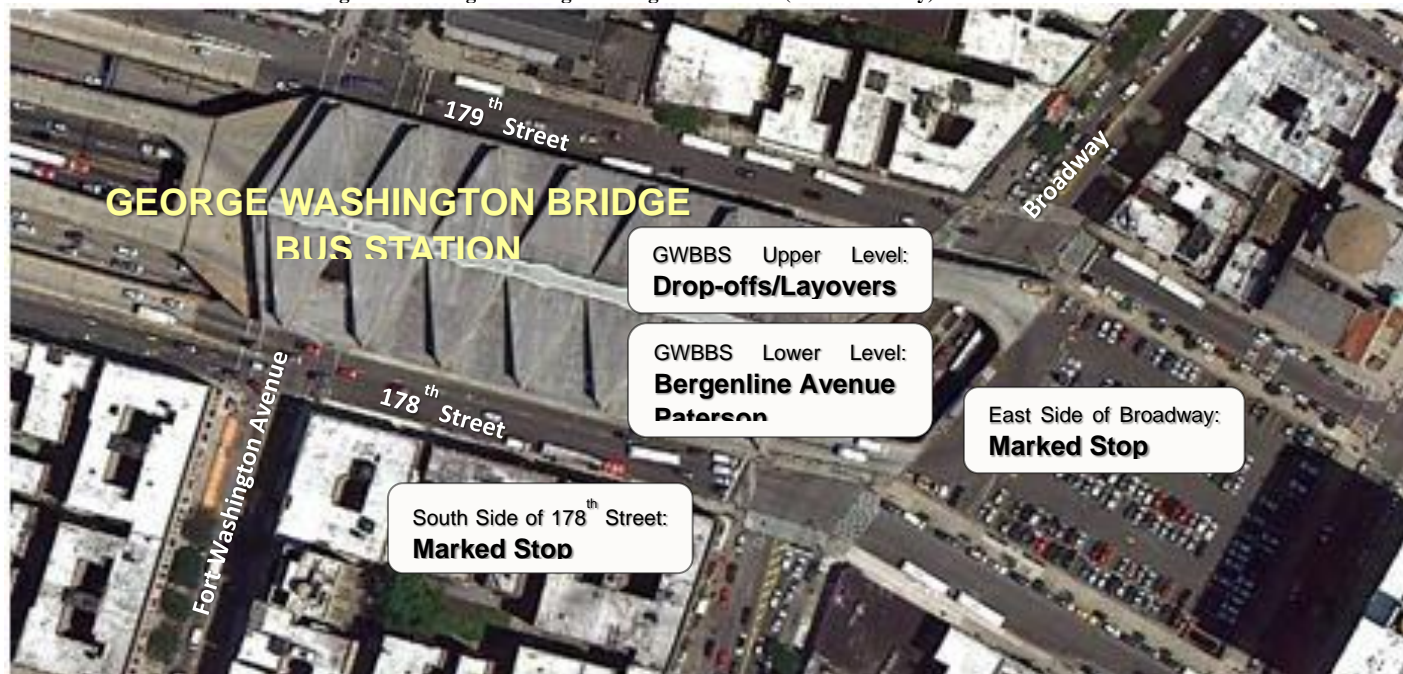 179th Street
Broadway
GEORGE WASHINGTON BRIDGE
BUS STATION
GWBBS Upper Level:
Drop-offs/Layovers
GWBBS Lower Level:
Bergenline Avenue
Paterson
East Side of Broadway:
Marked Stop
178th Street
Fort Washington Avenue
South Side of 178th Street:
Marked Stop